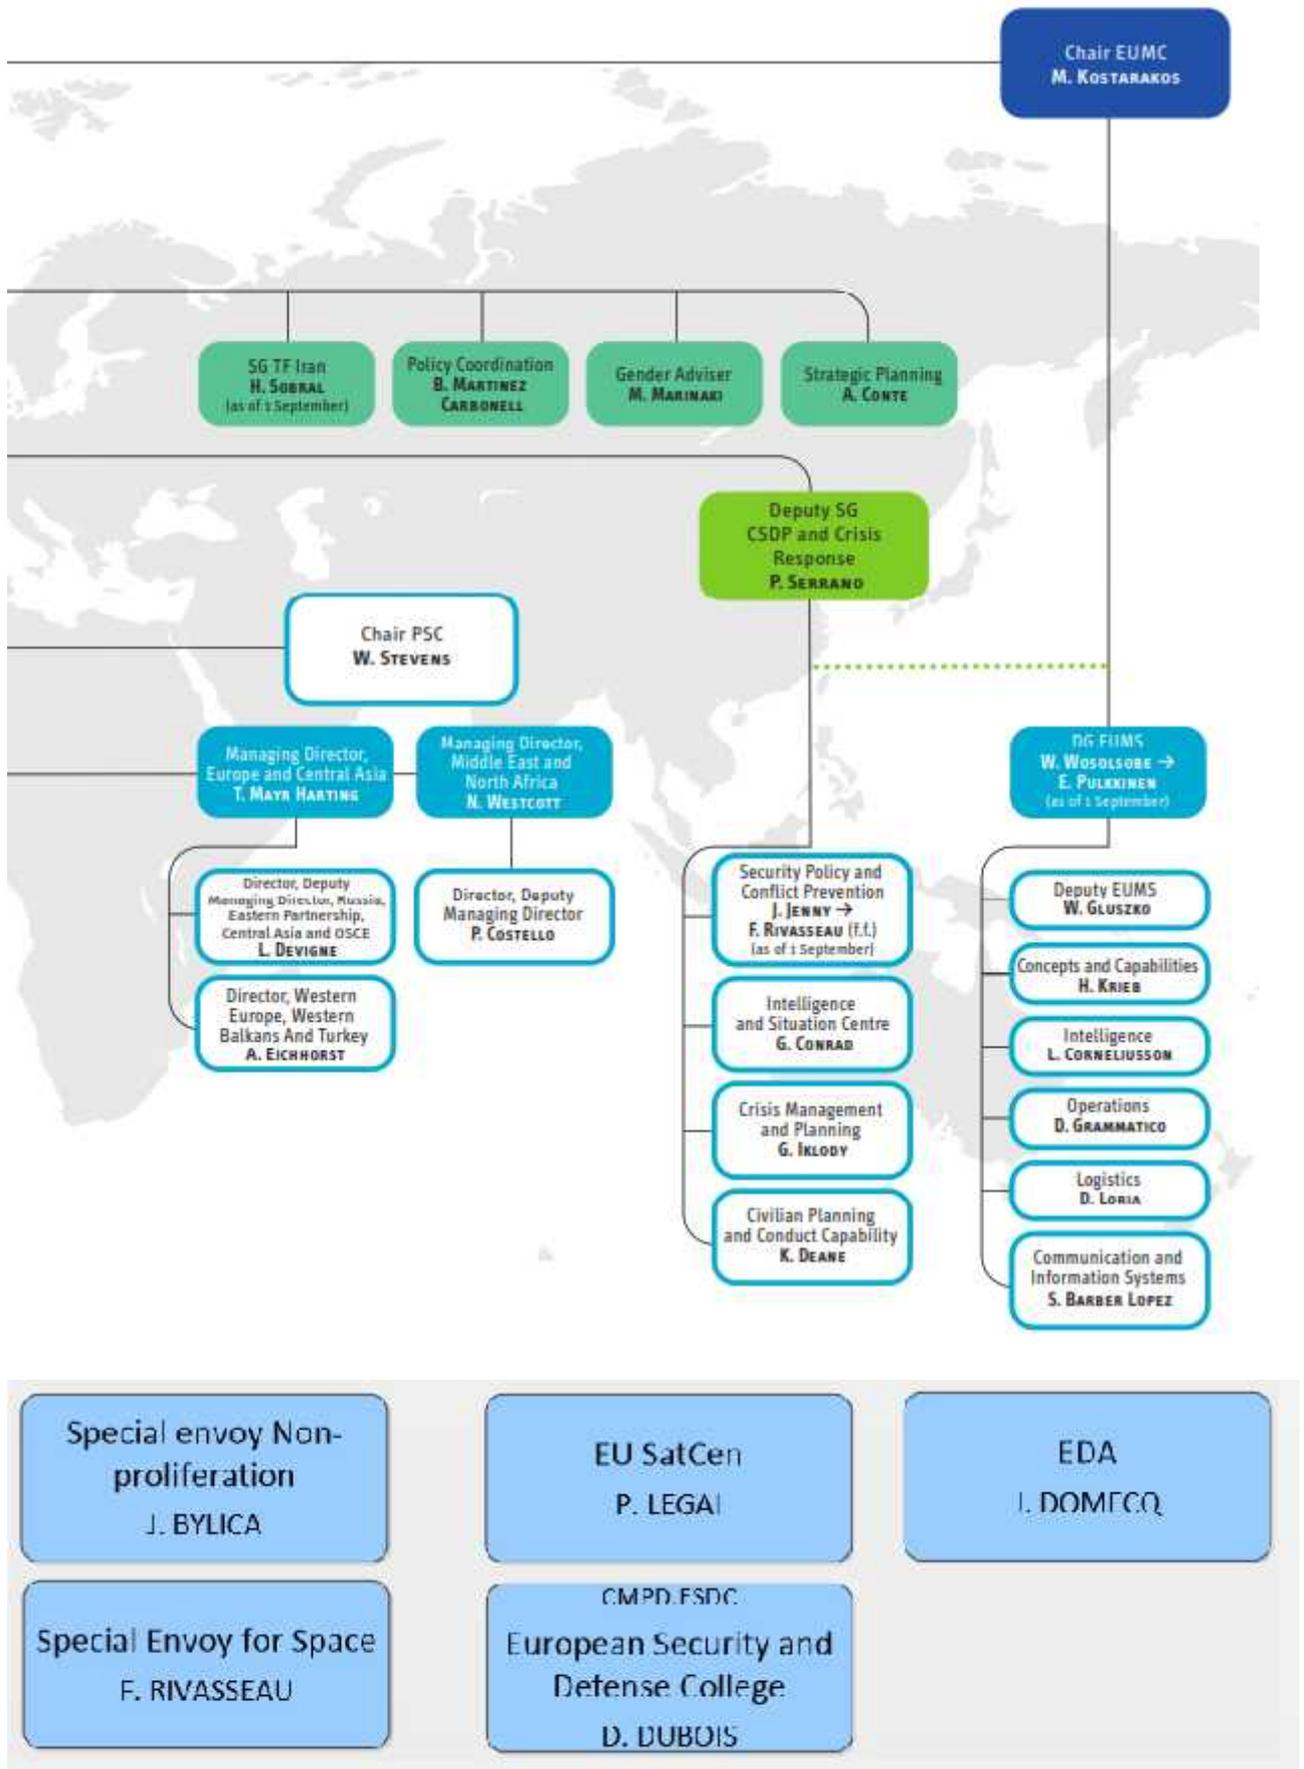 Chair EUMC
M. KOSTARAKOS
SG TF Iran
H. SOBRAL
(as of 1 September)
Policy Coordination
B. MARTINEZ
CARBONELL
Gender Adviser
M. MARINAKI
Strategic Planning
A. CONTE
Deputy SG
CSDP and Crisis
Response
P. SERRANO
Chair PSC
W. STEVENS
Managing Director,
Europe and Central Asia
T. MAYR HARTING
Managing Director,
Middle East and
North Africa
N. WESTCOTT
DG EUMS
W. WOSOLSOBE →
E. PULKKINEN
(as of 1 September)
Director, Deputy
Managing Director, Russia,
Eastern Partnership,
Central Asia and OSCE
L. DEVIGNE
Director, Deputy
Managing Director
P. COSTELLO
Director, Western
Europe, Western
Balkans And Turkey
A. EICHHORST
Security Policy and
Conflict Prevention
J. JENNY →
F. RIVASSEAU (f.f.)
(as of 1 September)
Intelligence
and Situation Centre
G. CONRAD
Crisis Management
and Planning
G. IKLODY
Civilian Planning
and Conduct Capability
K. DEANE
Deputy EUMS
W. GLUSZKO
Concepts and Capabilities
H. KRIEB
Intelligence
L. CORNELIUSSON
Operations
D. GRAMMATICO
Logistics
D. LORIA
Communication and
Information Systems
S. BARBER LOPEZ
Special envoy Non-
proliferation
J. BYLICA
EU SatCen
P. LEGAI
EDA
J. DOMECQ
Special Envoy for Space
F. RIVASSEAU
CMPD.ESDC
European Security and
Defense College
D. DUBOIS